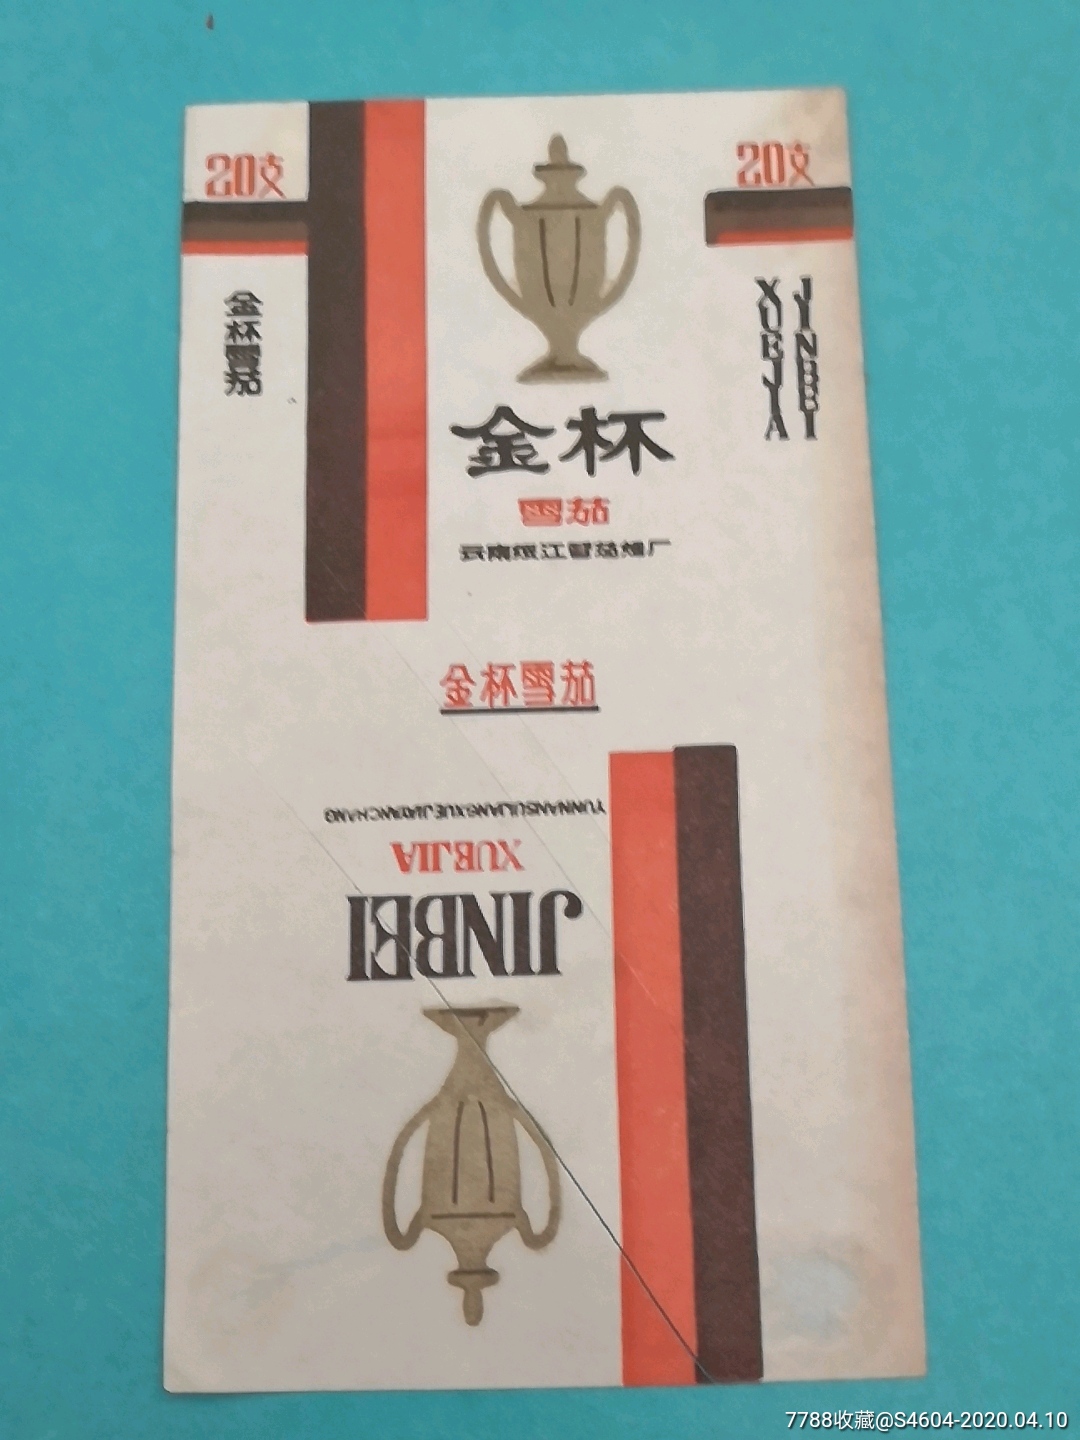 20支
20支
金杯雪茄
JINBEI
XUEJIA
金杯
雪茄
云南绥江雪茄烟厂
金杯雪茄
YUNNANSUIJIANGXUEJIAYANCHANG
XUEJIA
JINBEI
7788收藏@S4604-2020.04.10